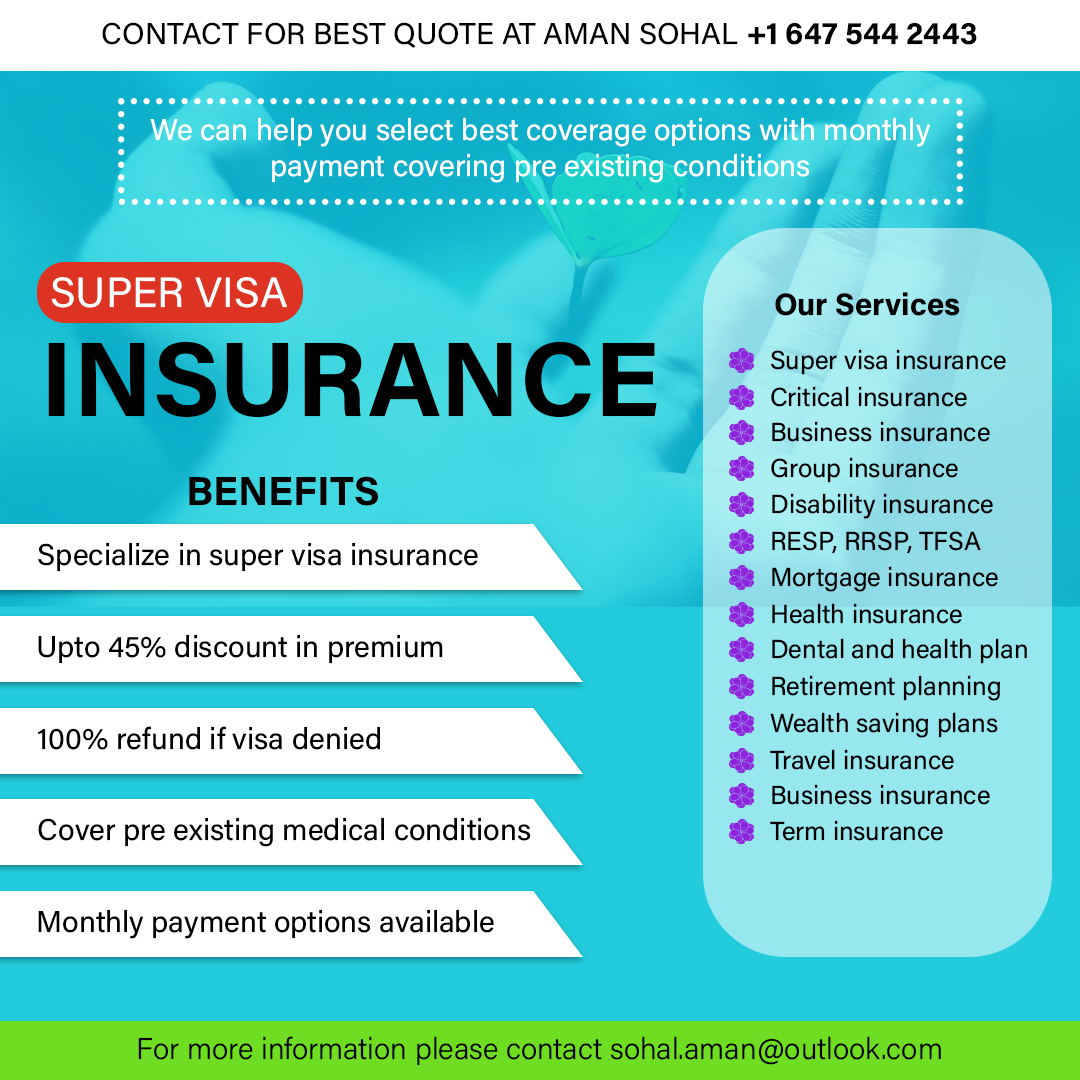 CONTACT FOR BEST QUOTE AT AMAN SOHAL +1 647 544 2443
We can help you select best coverage options with monthly
payment covering pre existing conditions
SUPER VISA
INSURANCE
BENEFITS
Specialize in super visa insurance
Upto 45% discount in premium
100% refund if visa denied
Cover pre existing medical conditions
Monthly payment options available
Our Services
Super visa insurance
Critical insurance
Business insurance
Group insurance
Disability insurance
RESP, RRSP, TFSA
Mortgage insurance
Health insurance
Dental and health plan
Retirement planning
Wealth saving plans
Travel insurance
Business insurance
Term insurance
For more information please contact sohal.aman@outlook.com